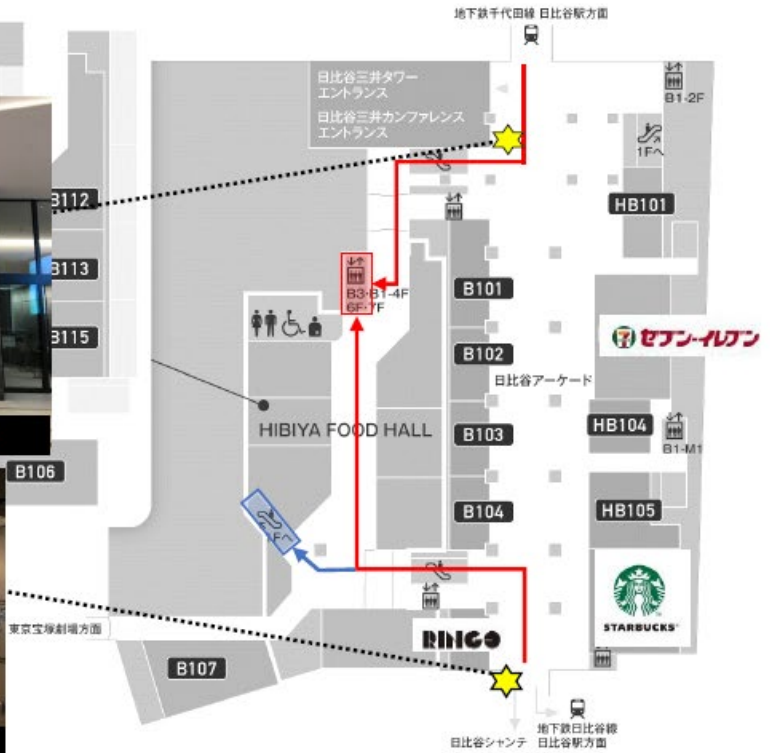 地下鉄千代田線 日比谷駅方面
日比谷三井タワー
エントランス
日比谷三井カンファレンス
エントランス
B1-2F
1Fへ
B112
HB101
B113
B101
B3・B1-4F
6F・7F
B115
B102
セブン-イレブン
日比谷アーケード
HIBIYA FOOD HALL
B103
HB104
B1-M1
B106
B104
HB105
1Fへ
STARBUCKS
東京宝塚劇場方面
RINGO
B107
日比谷シャンテ
地下鉄日比谷線
日比谷駅方面